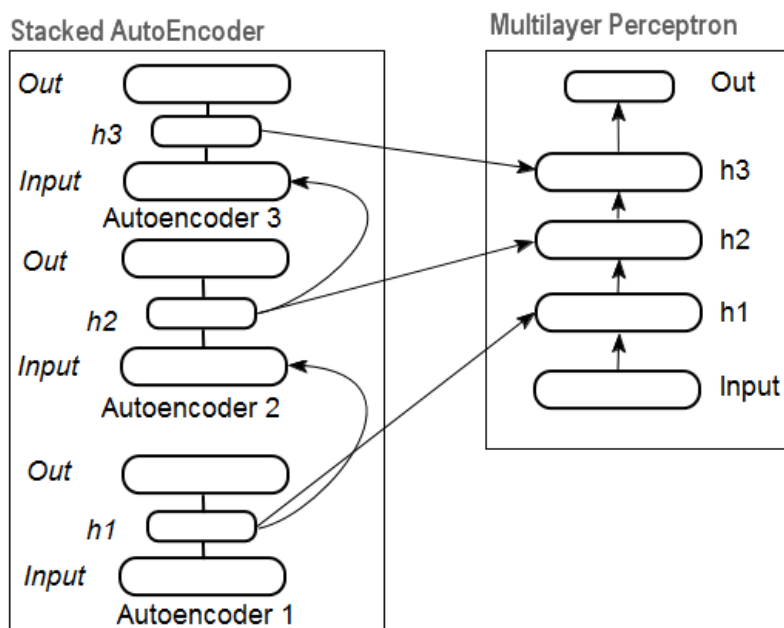 Stacked AutoEncoder
Out
h3
Input
Autoencoder 3
Out
h2
Input
Autoencoder 2
Out
h1
Input
Autoencoder 1
Multilayer Perceptron
Out
h3
h2
h1
Input